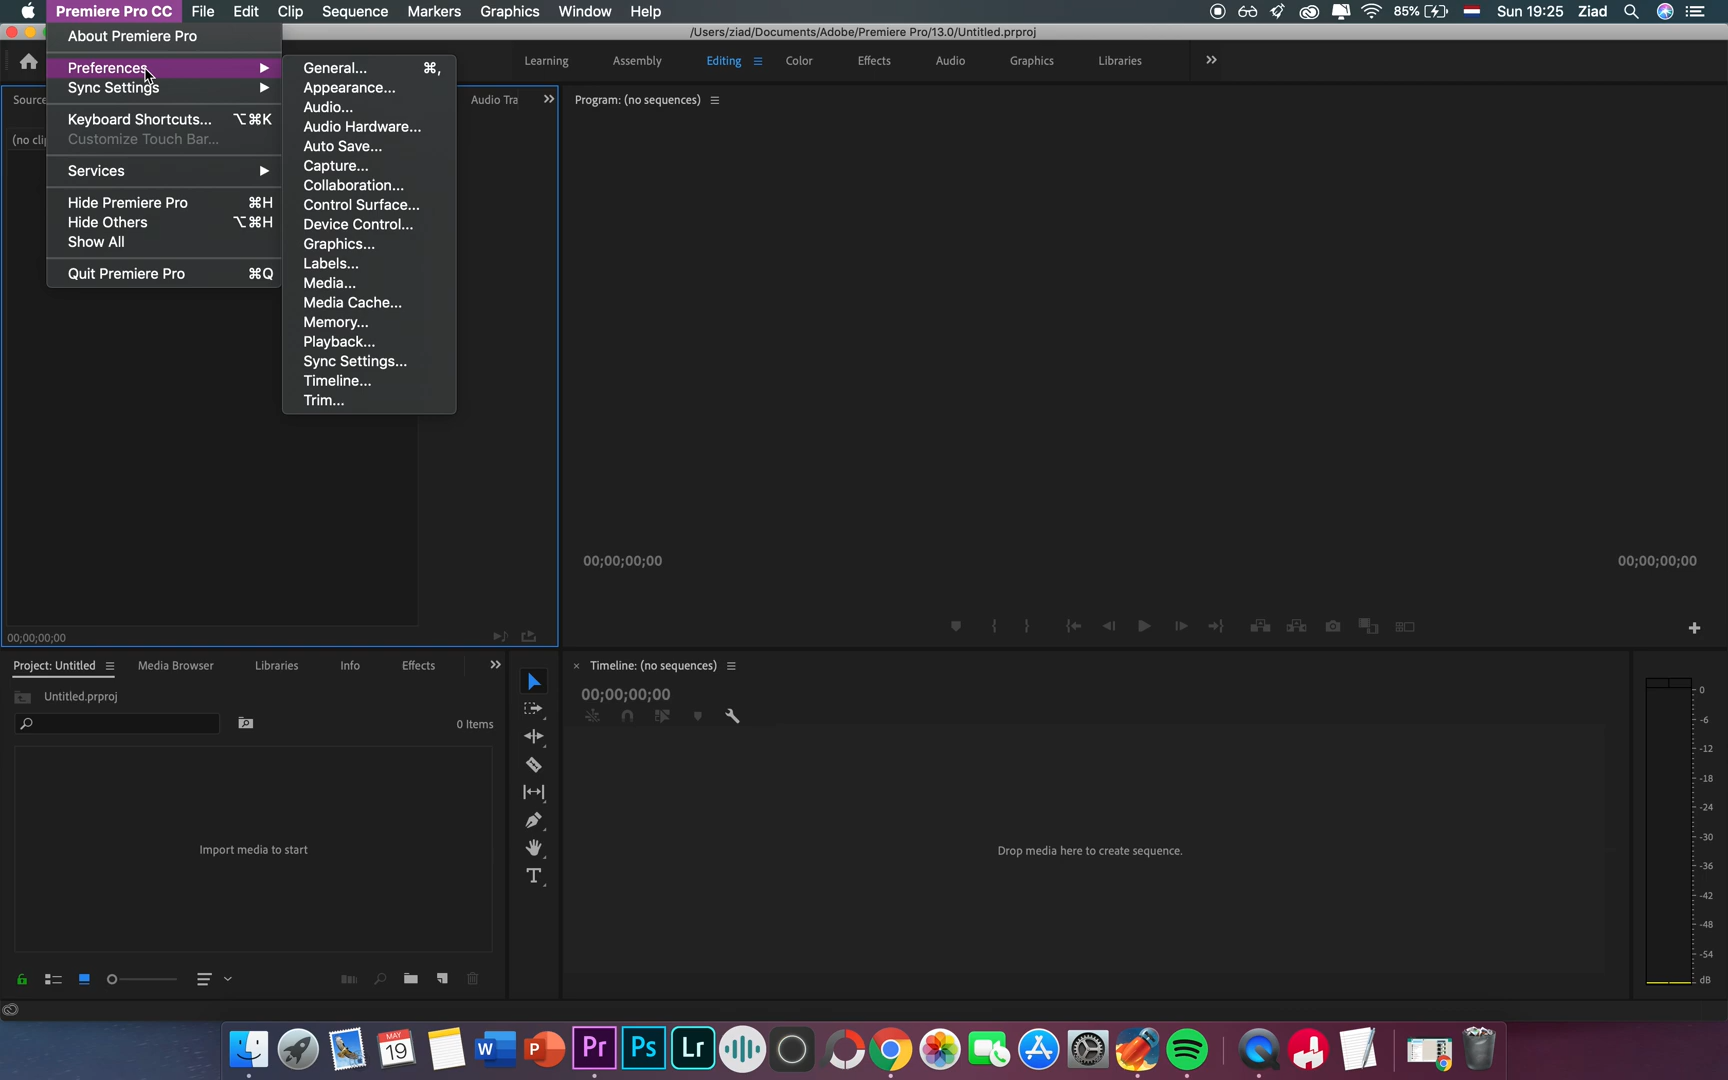 Premiere Pro CC File Edit Clip Sequence Markers Graphics Window Help 85% Sun 19:25 Ziad
/Users/ziad/Documents/Adobe/Premiere Pro/13.0/Untitled.prproj
About Premiere Pro
Preferences
Sync Settings
Keyboard Shortcuts... ⌥⌘K
Customize Touch Bar...
Services
Hide Premiere Pro ⌘H
Hide Others ⌥⌘H
Show All
Quit Premiere Pro ⌘Q
General... ⌘,
Appearance...
Audio...
Audio Hardware...
Auto Save...
Capture...
Collaboration...
Control Surface...
Device Control...
Graphics...
Labels...
Media...
Media Cache...
Memory...
Playback...
Sync Settings...
Timeline...
Trim...
Learning Assembly Editing Color Effects Audio Graphics Libraries
Source Audio Tra
(no cli
00;00;00;00
Program: (no sequences)
00;00;00;00 00;00;00;00
Project: Untitled Media Browser Libraries Info Effects
Untitled.prproj
0 Items
Import media to start
Timeline: (no sequences)
00;00;00;00
Drop media here to create sequence.
0
-6
-12
-18
-24
-30
-36
-42
-48
-54
dB
MAY
19
W P Pr Ps Lr